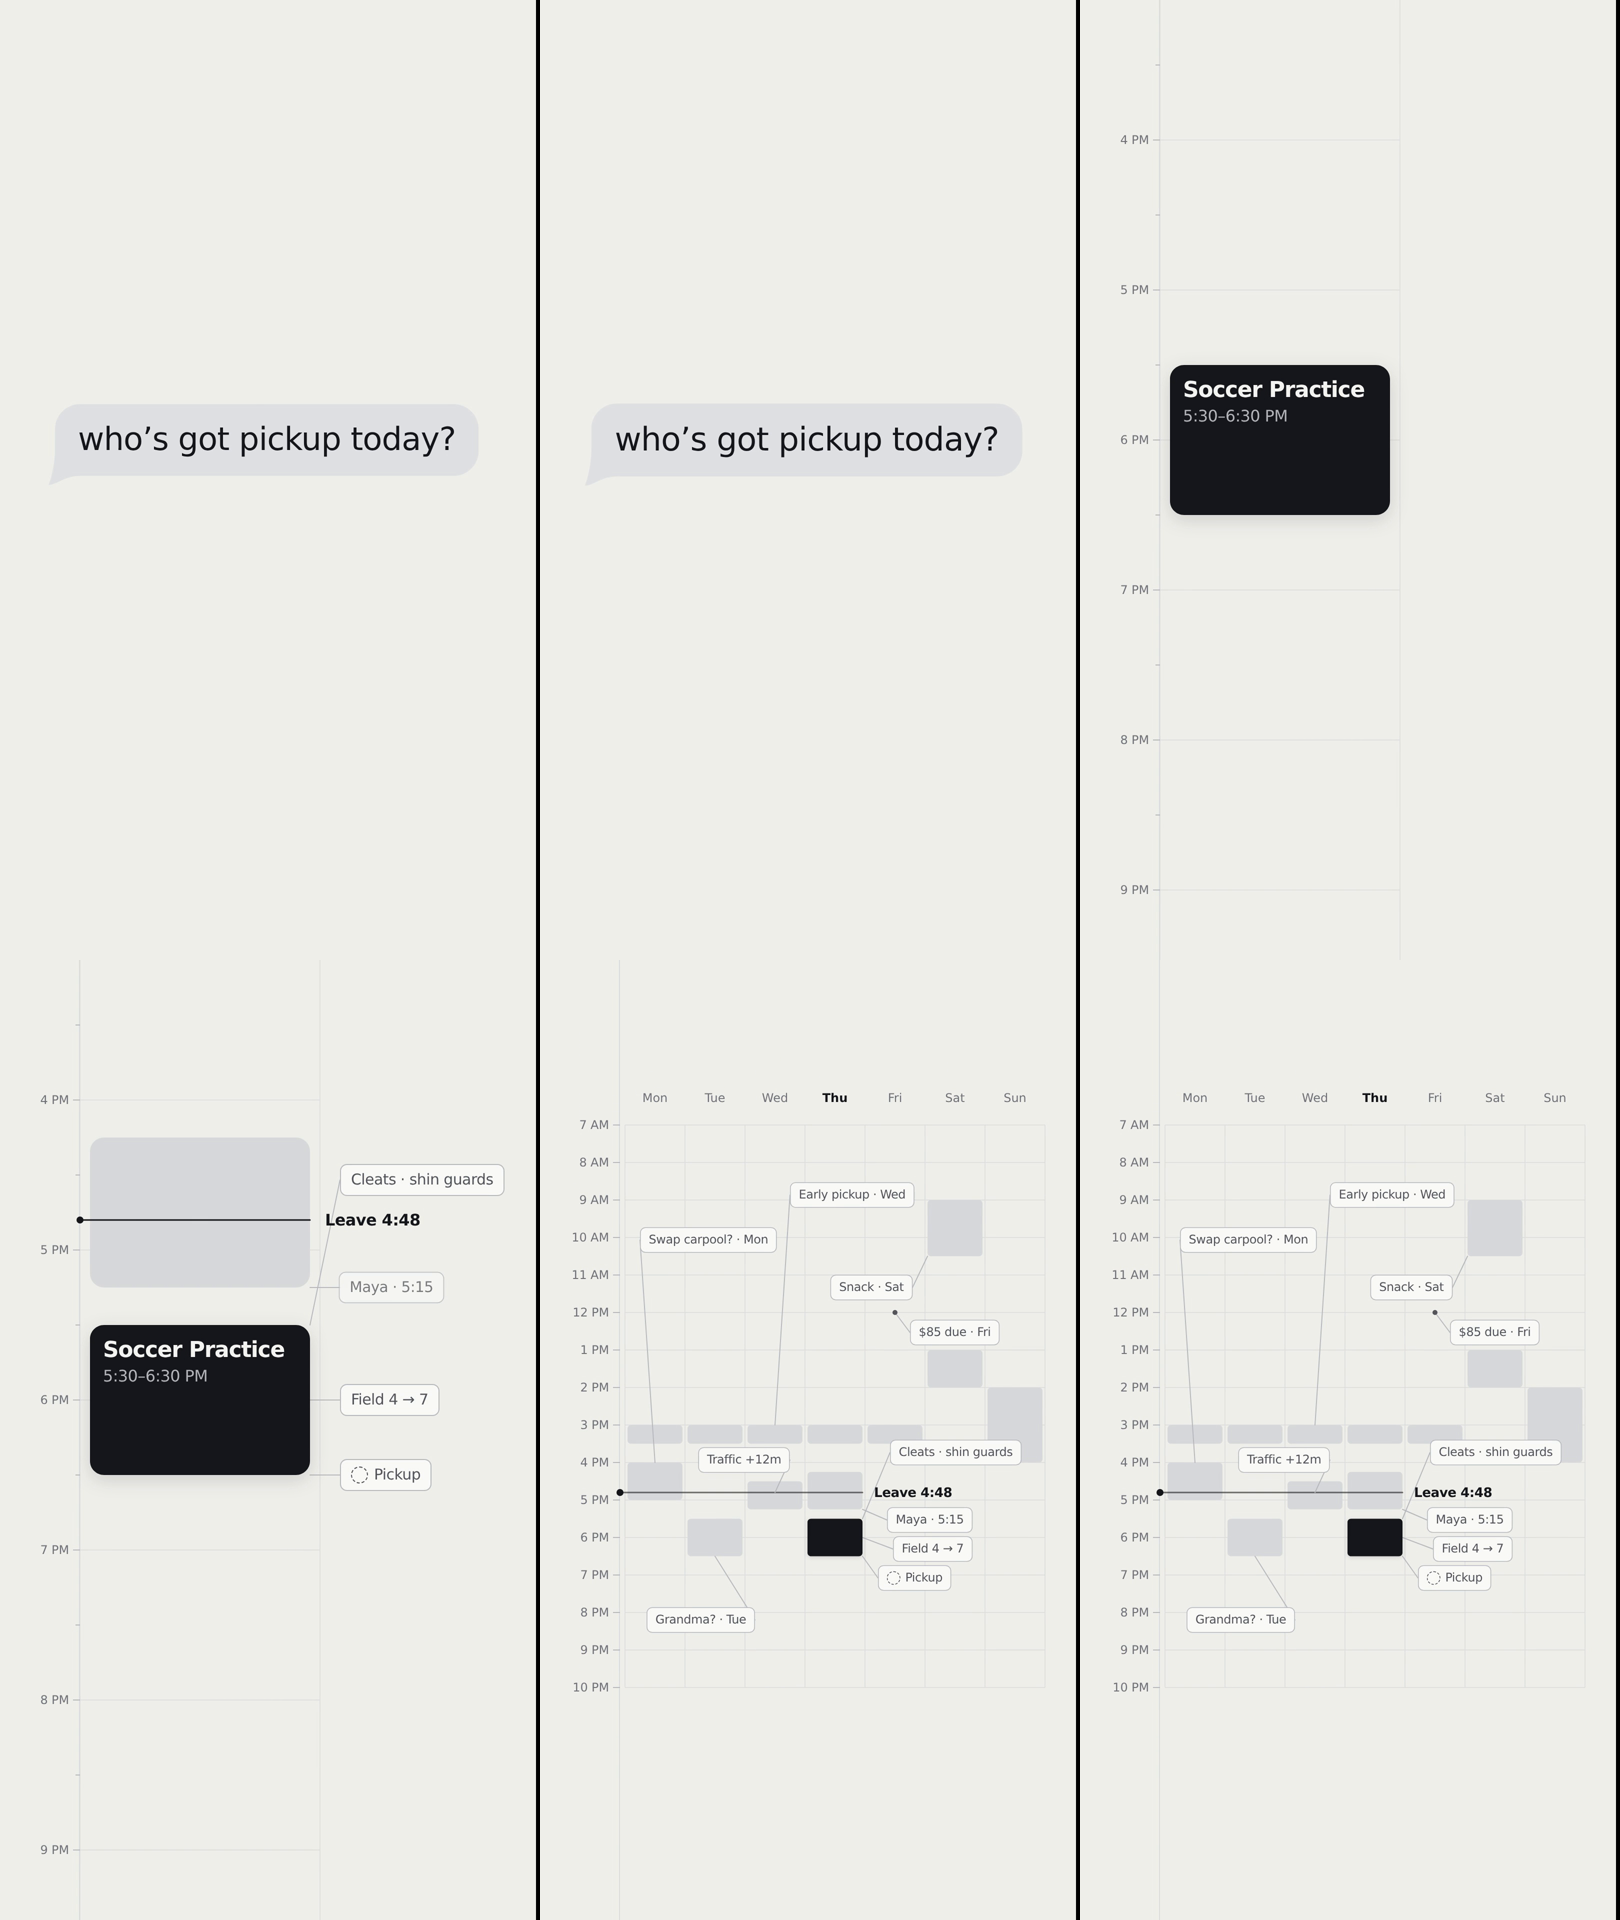 who’s got pickup today?
who’s got pickup today?
4 PM
5 PM
Soccer Practice
5:30–6:30 PM
6 PM
7 PM
8 PM
9 PM
4 PM
Cleats · shin guards
Leave 4:48
5 PM
Maya · 5:15
Soccer Practice
5:30–6:30 PM
6 PM
Field 4 → 7
Pickup
7 PM
8 PM
9 PM
Mon Tue Wed Thu Fri Sat Sun
7 AM
8 AM
Early pickup · Wed
9 AM
10 AM
Swap carpool? · Mon
11 AM
Snack · Sat
12 PM
$85 due · Fri
1 PM
2 PM
3 PM
Cleats · shin guards
Traffic +12m
4 PM
Leave 4:48
5 PM
Maya · 5:15
6 PM
Field 4 → 7
7 PM
Pickup
8 PM
Grandma? · Tue
9 PM
10 PM
Mon Tue Wed Thu Fri Sat Sun
7 AM
8 AM
Early pickup · Wed
9 AM
10 AM
Swap carpool? · Mon
11 AM
Snack · Sat
12 PM
$85 due · Fri
1 PM
2 PM
3 PM
Cleats · shin guards
Traffic +12m
4 PM
Leave 4:48
5 PM
Maya · 5:15
6 PM
Field 4 → 7
7 PM
Pickup
8 PM
Grandma? · Tue
9 PM
10 PM